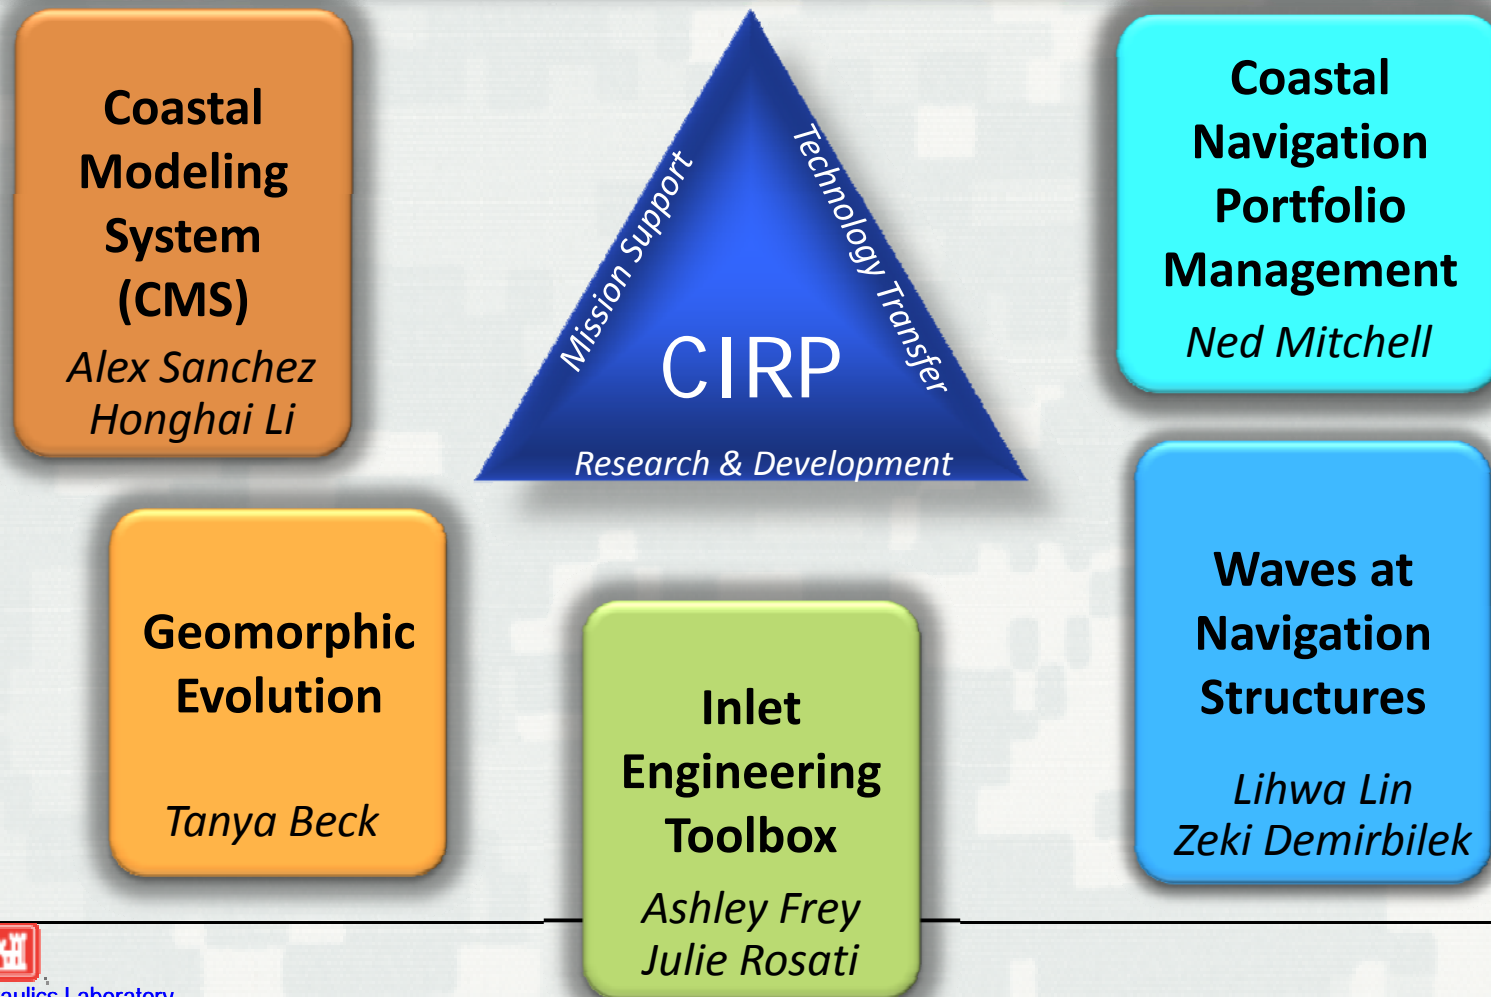 Coastal
Modeling
System
(CMS)
Alex Sanchez
Honghai Li
Mission Support
Technology Transfer
CIRP
Research & Development
Coastal
Navigation
Portfolio
Management
Ned Mitchell
Geomorphic
Evolution
Tanya Beck
Inlet
Engineering
Toolbox
Ashley Frey
Julie Rosati
Waves at
Navigation
Structures
Lihwa Lin
Zeki Demirbilek
Laboratory